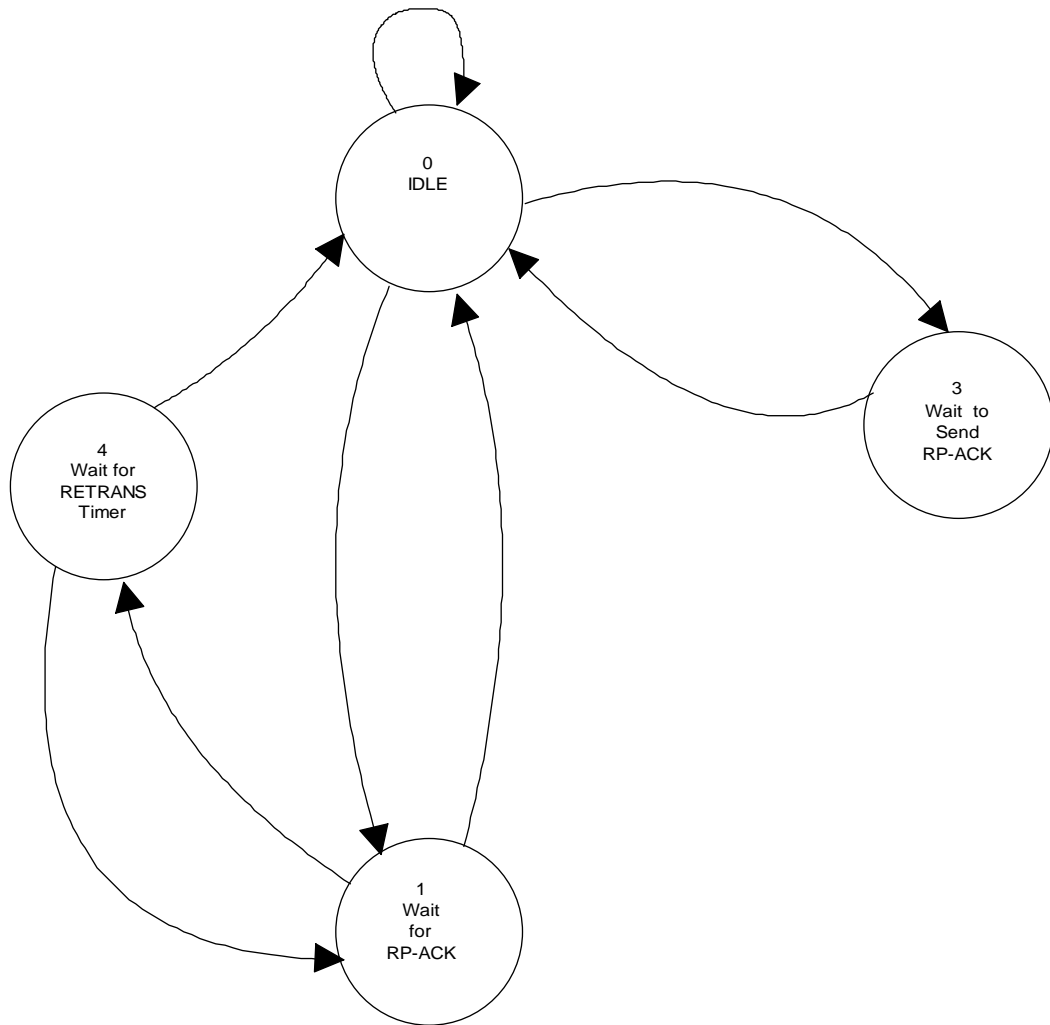 0
IDLE
3
Wait to
Send
RP-ACK
4
Wait for
RETRANS
Timer
1
Wait
for
RP-ACK